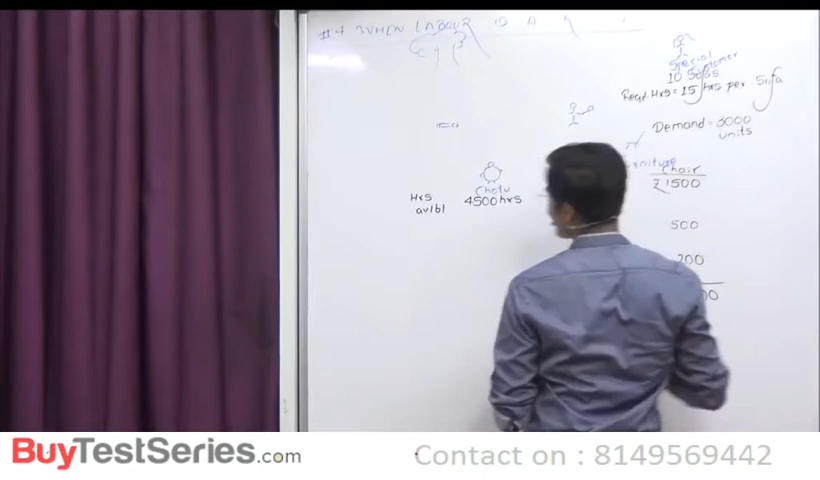 #4 WHEN LABOUR IS A
Special
Customer
10 Sofas
Reqd. Hrs = 15 hrs per Sofa
Demand = 3000
units
Chair
1500
Chotu
Hrs
avlbl
4500 hrs
500
200
BuyTestSeries.com
Contact on : 8149569442